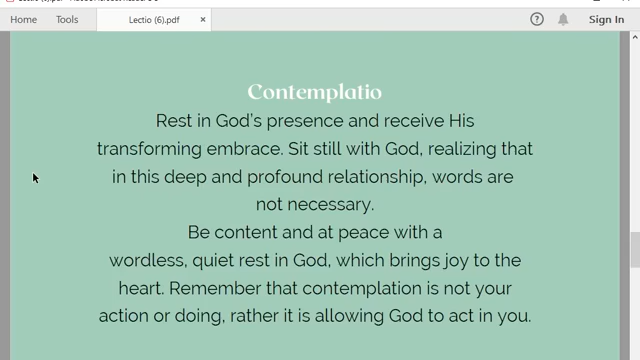 Home Tools Lectio (6).pdf × ? Sign In
Contemplatio
Rest in God's presence and receive His
transforming embrace. Sit still with God, realizing that
in this deep and profound relationship, words are
not necessary.
Be content and at peace with a
wordless, quiet rest in God, which brings joy to the
heart. Remember that contemplation is not your
action or doing, rather it is allowing God to act in you.